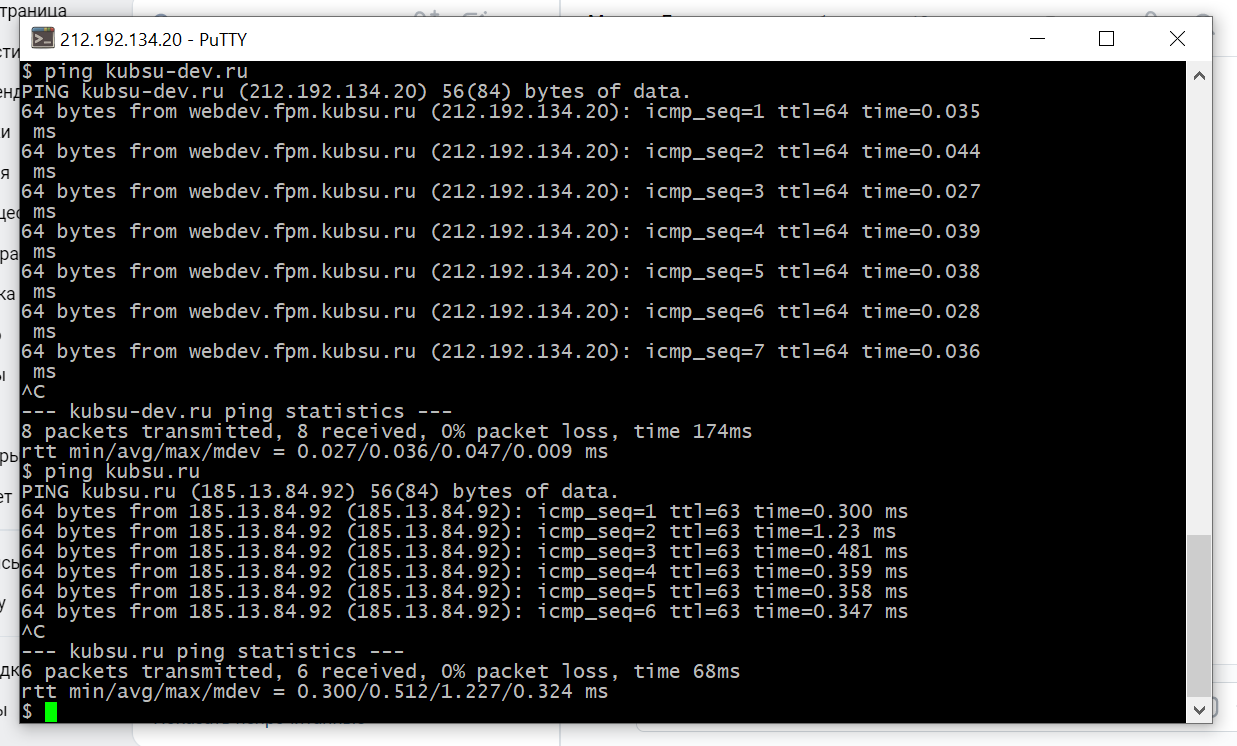 траница
212.192.134.20 - PuTTY
$ ping kubsu-dev.ru
PING kubsu-dev.ru (212.192.134.20) 56(84) bytes of data.
64 bytes from webdev.fpm.kubsu.ru (212.192.134.20): icmp_seq=1 ttl=64 time=0.035
 ms
64 bytes from webdev.fpm.kubsu.ru (212.192.134.20): icmp_seq=2 ttl=64 time=0.044
 ms
64 bytes from webdev.fpm.kubsu.ru (212.192.134.20): icmp_seq=3 ttl=64 time=0.027
 ms
64 bytes from webdev.fpm.kubsu.ru (212.192.134.20): icmp_seq=4 ttl=64 time=0.039
 ms
64 bytes from webdev.fpm.kubsu.ru (212.192.134.20): icmp_seq=5 ttl=64 time=0.038
 ms
64 bytes from webdev.fpm.kubsu.ru (212.192.134.20): icmp_seq=6 ttl=64 time=0.028
 ms
64 bytes from webdev.fpm.kubsu.ru (212.192.134.20): icmp_seq=7 ttl=64 time=0.036
 ms
^C
--- kubsu-dev.ru ping statistics ---
8 packets transmitted, 8 received, 0% packet loss, time 174ms
rtt min/avg/max/mdev = 0.027/0.036/0.047/0.009 ms
$ ping kubsu.ru
PING kubsu.ru (185.13.84.92) 56(84) bytes of data.
64 bytes from 185.13.84.92 (185.13.84.92): icmp_seq=1 ttl=63 time=0.300 ms
64 bytes from 185.13.84.92 (185.13.84.92): icmp_seq=2 ttl=63 time=1.23 ms
64 bytes from 185.13.84.92 (185.13.84.92): icmp_seq=3 ttl=63 time=0.481 ms
64 bytes from 185.13.84.92 (185.13.84.92): icmp_seq=4 ttl=63 time=0.359 ms
64 bytes from 185.13.84.92 (185.13.84.92): icmp_seq=5 ttl=63 time=0.358 ms
64 bytes from 185.13.84.92 (185.13.84.92): icmp_seq=6 ttl=63 time=0.347 ms
^C
--- kubsu.ru ping statistics ---
6 packets transmitted, 6 received, 0% packet loss, time 68ms
rtt min/avg/max/mdev = 0.300/0.512/1.227/0.324 ms
$